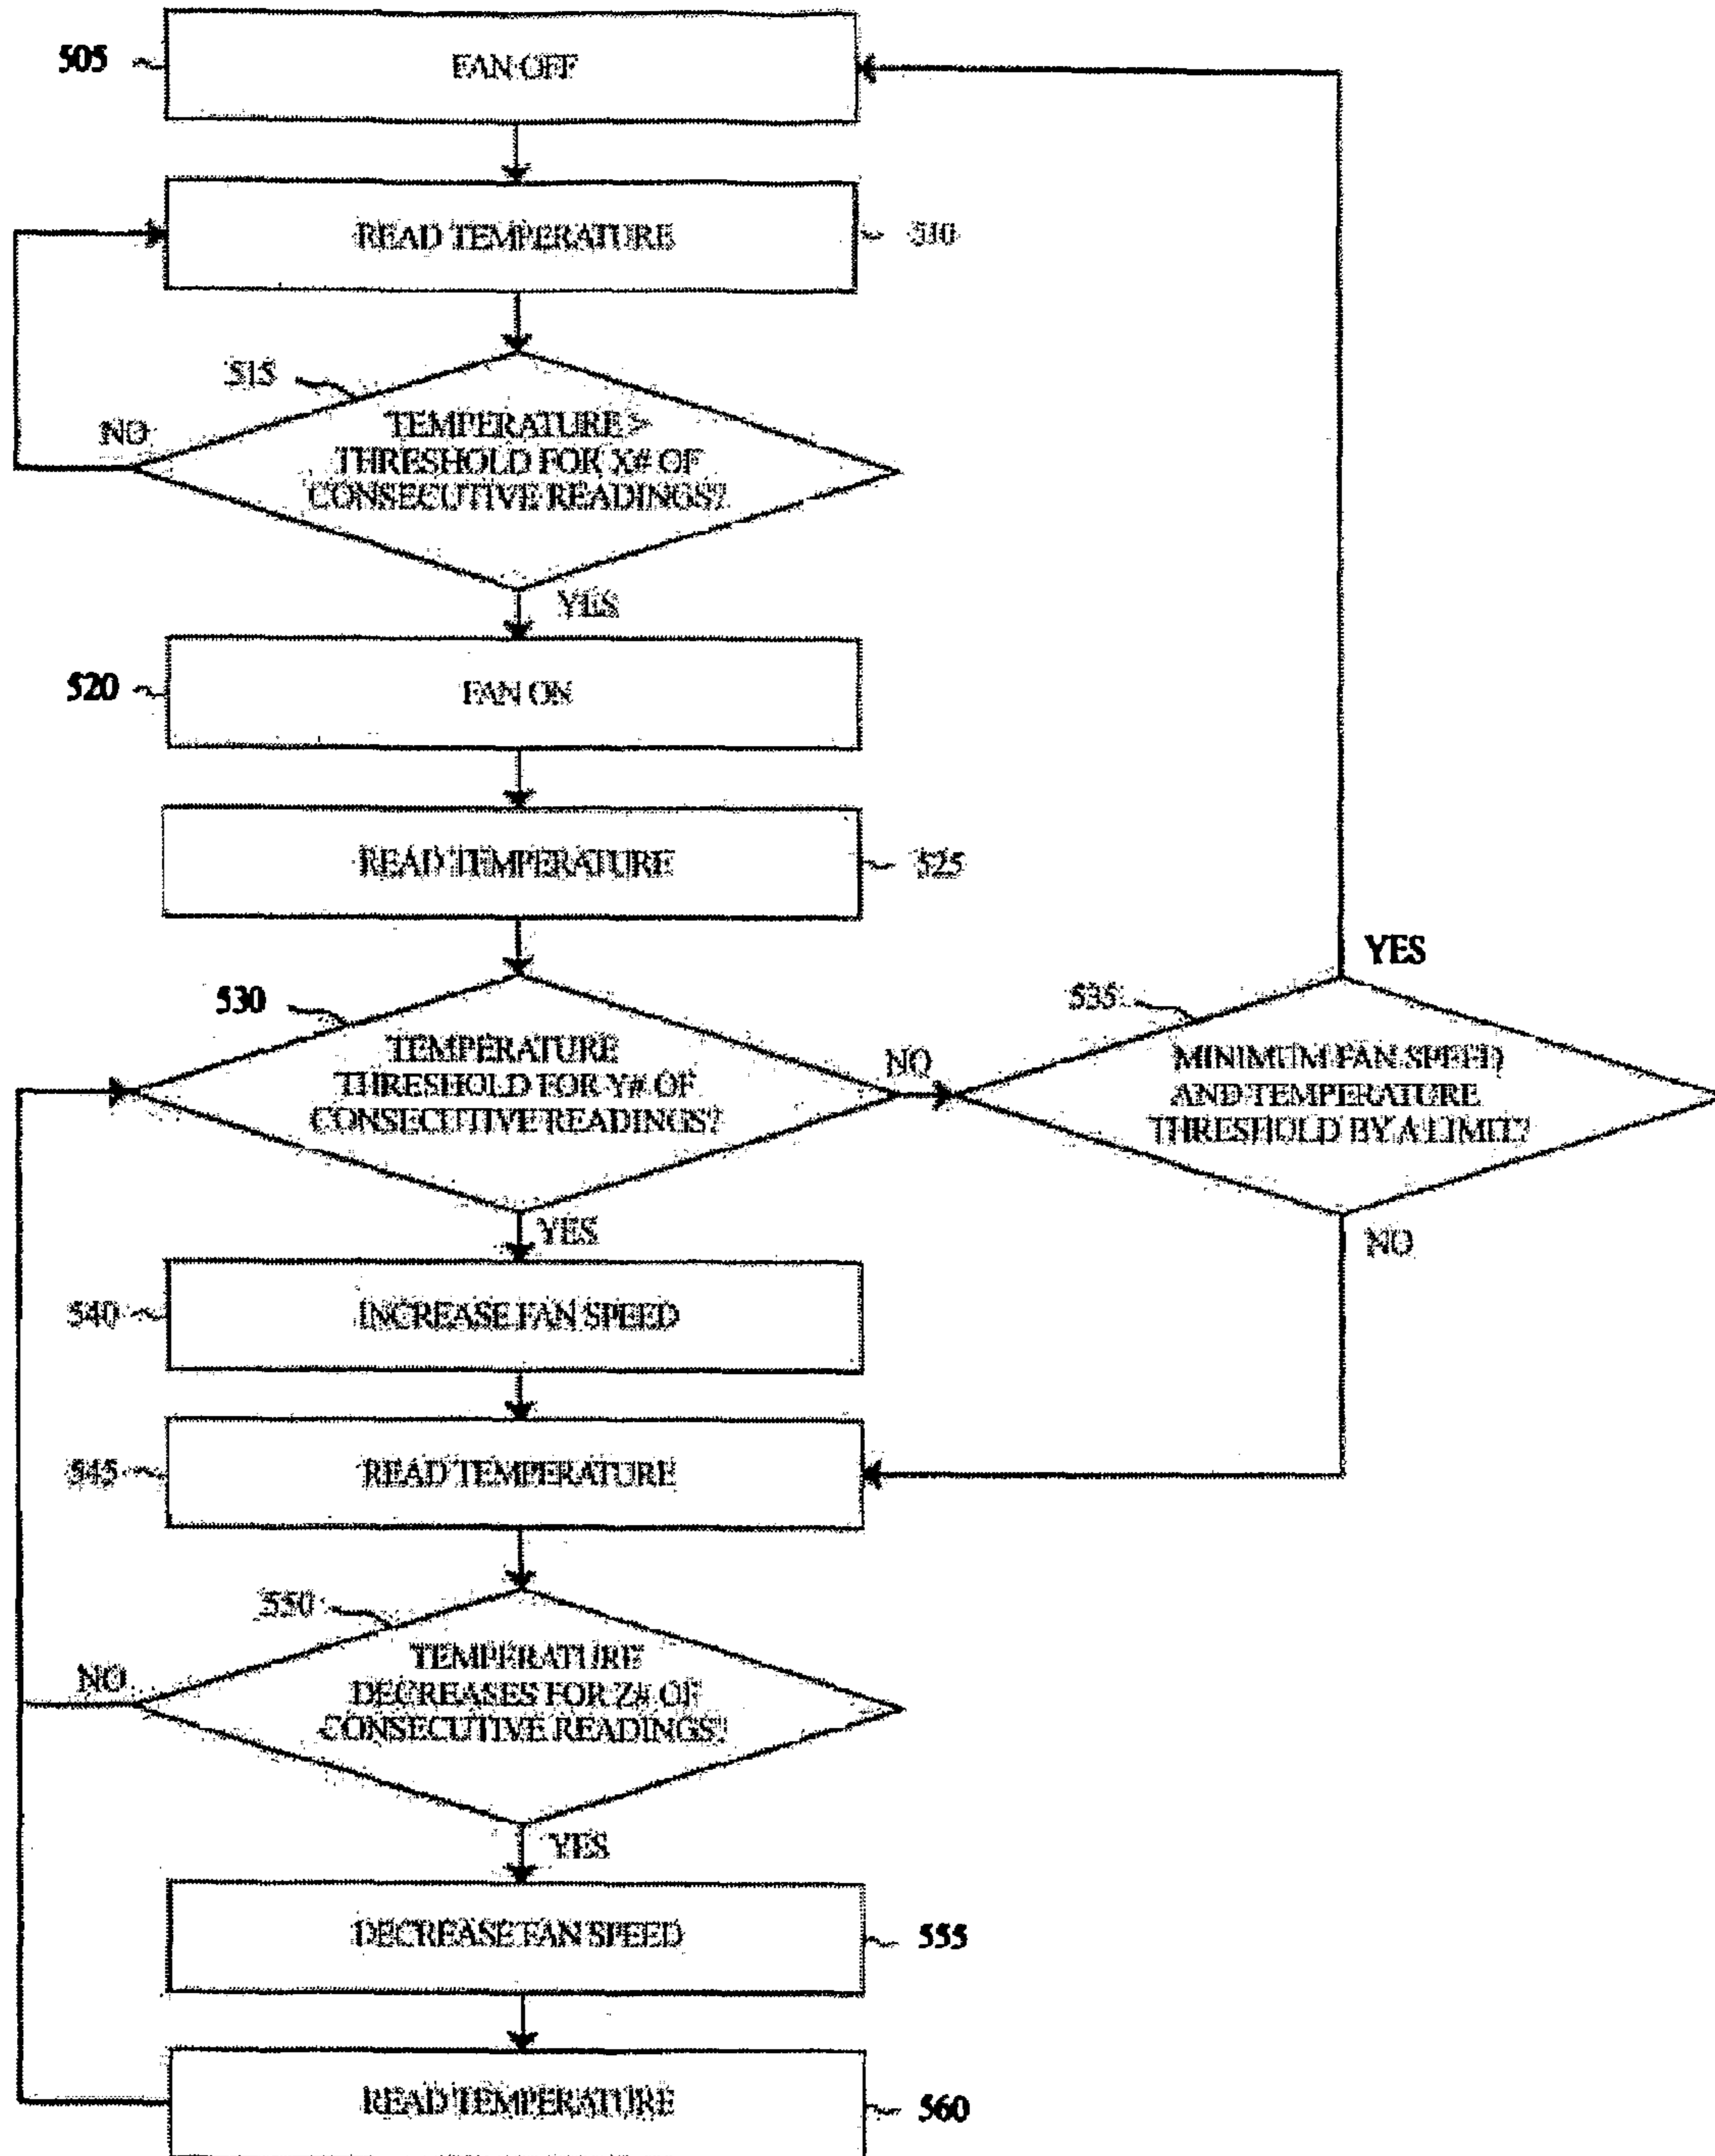 505
FAN OFF
READ TEMPERATURE
510
515
NO
TEMPERATURE >
THRESHOLD FOR X# OF
CONSECUTIVE READINGS?
YES
520
FAN ON
READ TEMPERATURE
525
530
TEMPERATURE
THRESHOLD FOR Y# OF
CONSECUTIVE READINGS?
NO
YES
535
MINIMUM FAN SPEED
AND TEMPERATURE
THRESHOLD BY A LIMIT?
YES
NO
540
INCREASE FAN SPEED
545
READ TEMPERATURE
550
NO
TEMPERATURE
DECREASES FOR Z# OF
CONSECUTIVE READINGS?
YES
DECREASE FAN SPEED
555
READ TEMPERATURE
560